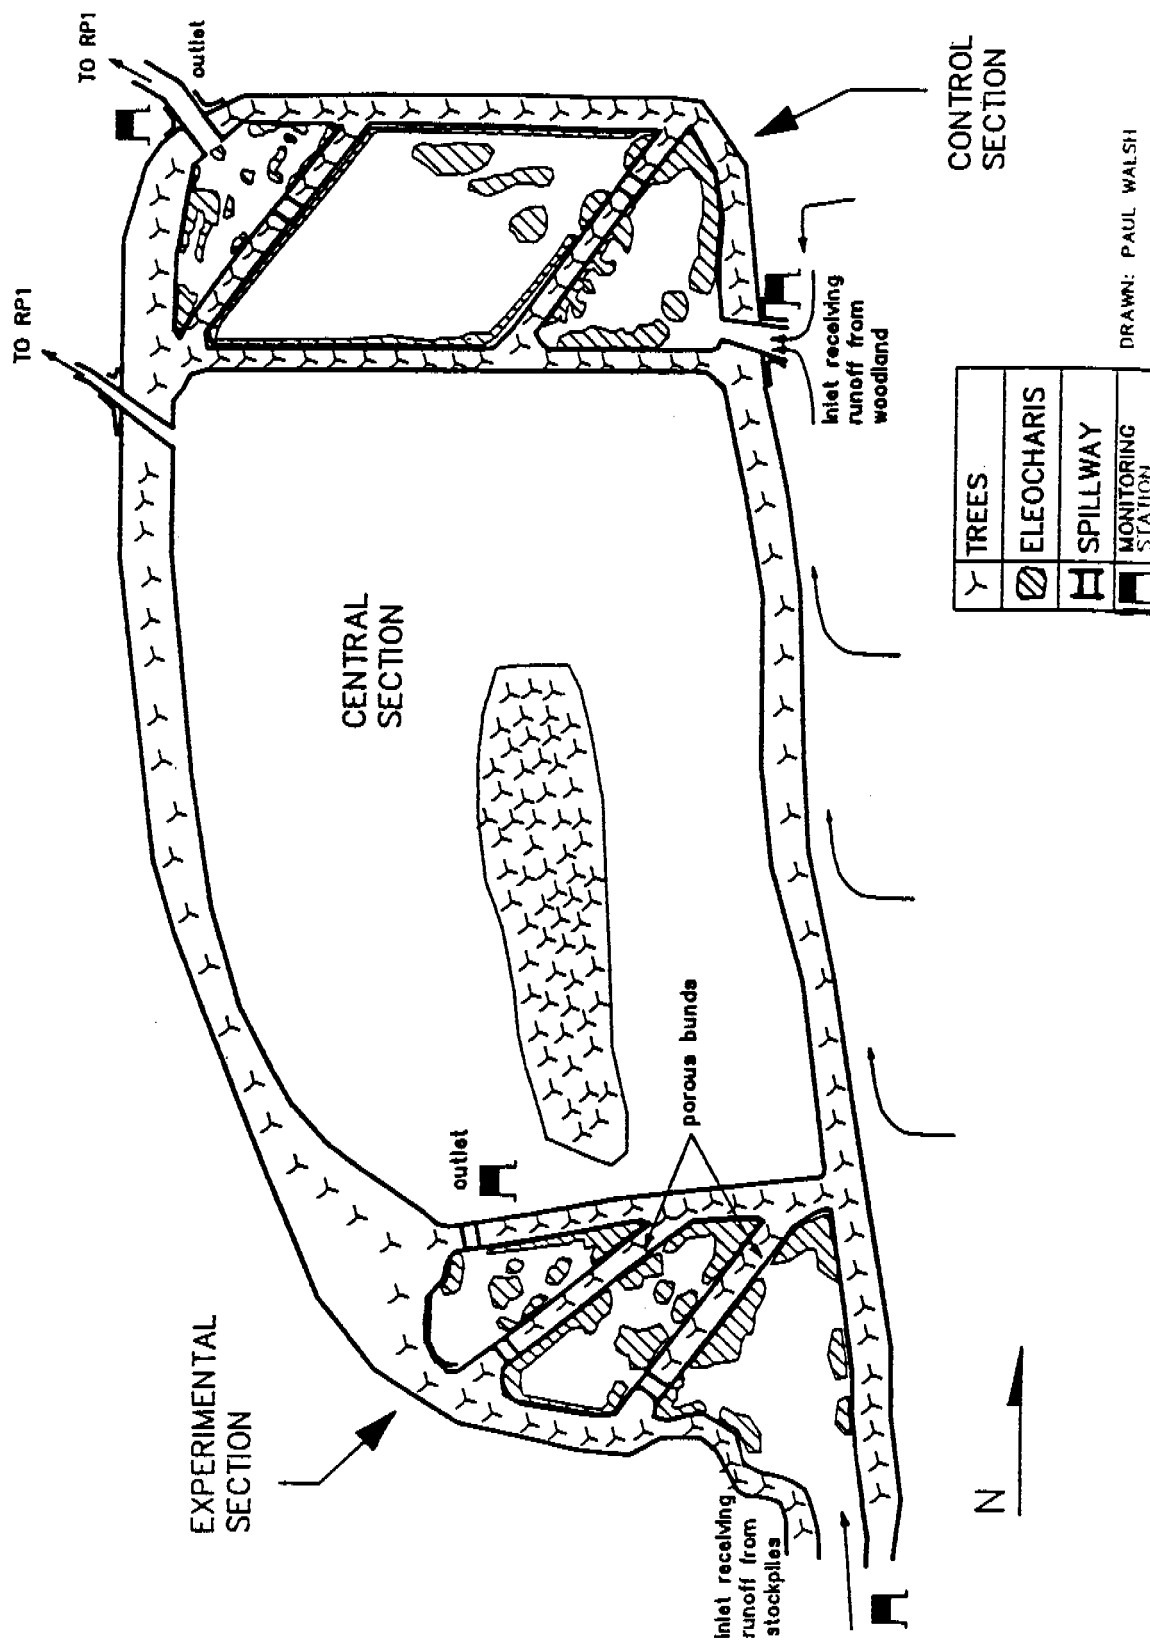 TO RP1
outlet
TO RP1
CONTROL
SECTION
Inlet receiving
runoff from
woodland
CENTRAL
SECTION
porous bunds
outlet
EXPERIMENTAL
SECTION
Inlet receiving
runoff from
stockpiles
N
TREES
ELEOCHARIS
SPILLWAY
MONITORING
STATION
DRAWN: PAUL WALSH